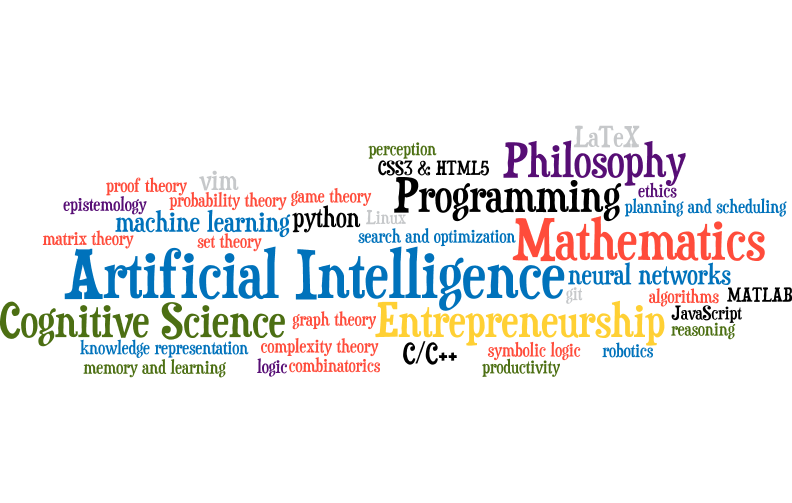 LaTeX
perception
Philosophy
CSS3 & HTML5
proof theory
vim
Programming
ethics
epistemology
probability theory
game theory
planning and scheduling
machine learning
python
Linux
Mathematics
matrix theory
set theory
search and optimization
Artificial Intelligence
neural networks
git
algorithms
MATLAB
Cognitive Science
graph theory
Entrepreneurship
JavaScript
reasoning
knowledge representation
complexity theory
C/C++
symbolic logic
robotics
memory and learning
logic
combinatorics
productivity